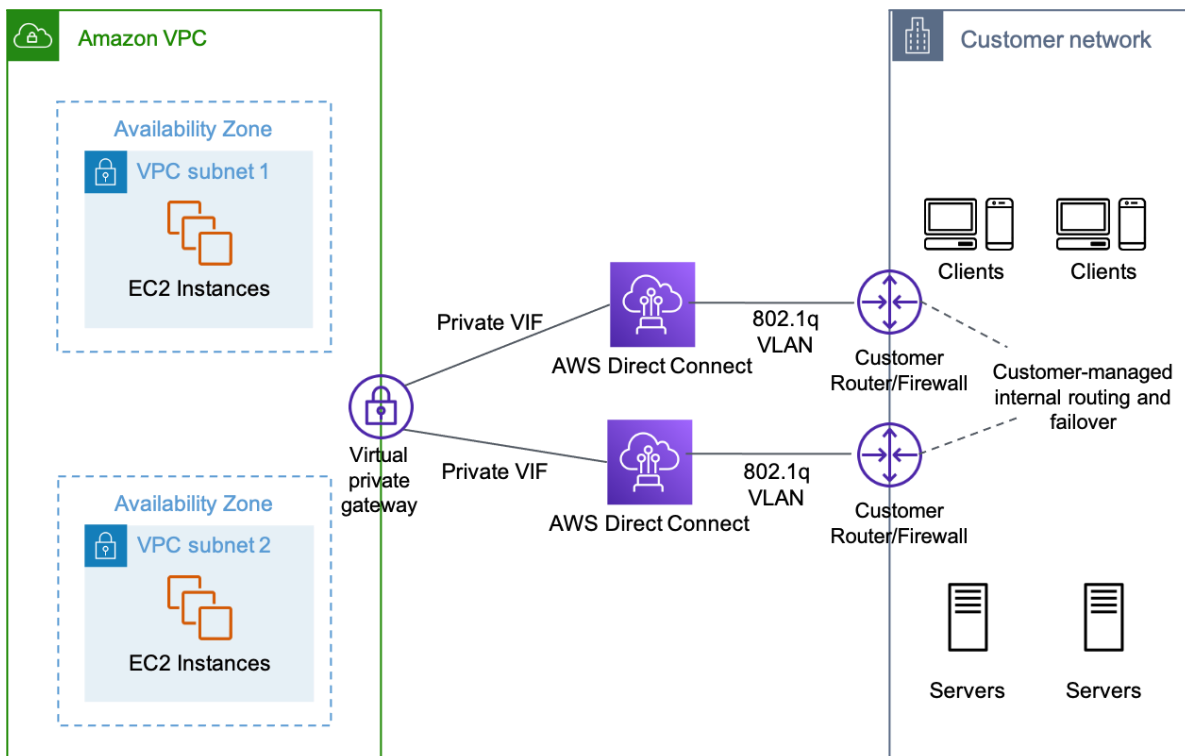 Amazon VPC
Availability Zone
VPC subnet 1
EC2 Instances
Availability Zone
VPC subnet 2
EC2 Instances
Virtual
private
gateway
Private VIF
Private VIF
AWS Direct Connect
AWS Direct Connect
802.1q
VLAN
802.1q
VLAN
Customer network
Clients
Clients
Customer
Router/Firewall
Customer-managed
internal routing and
failover
Customer
Router/Firewall
Servers
Servers